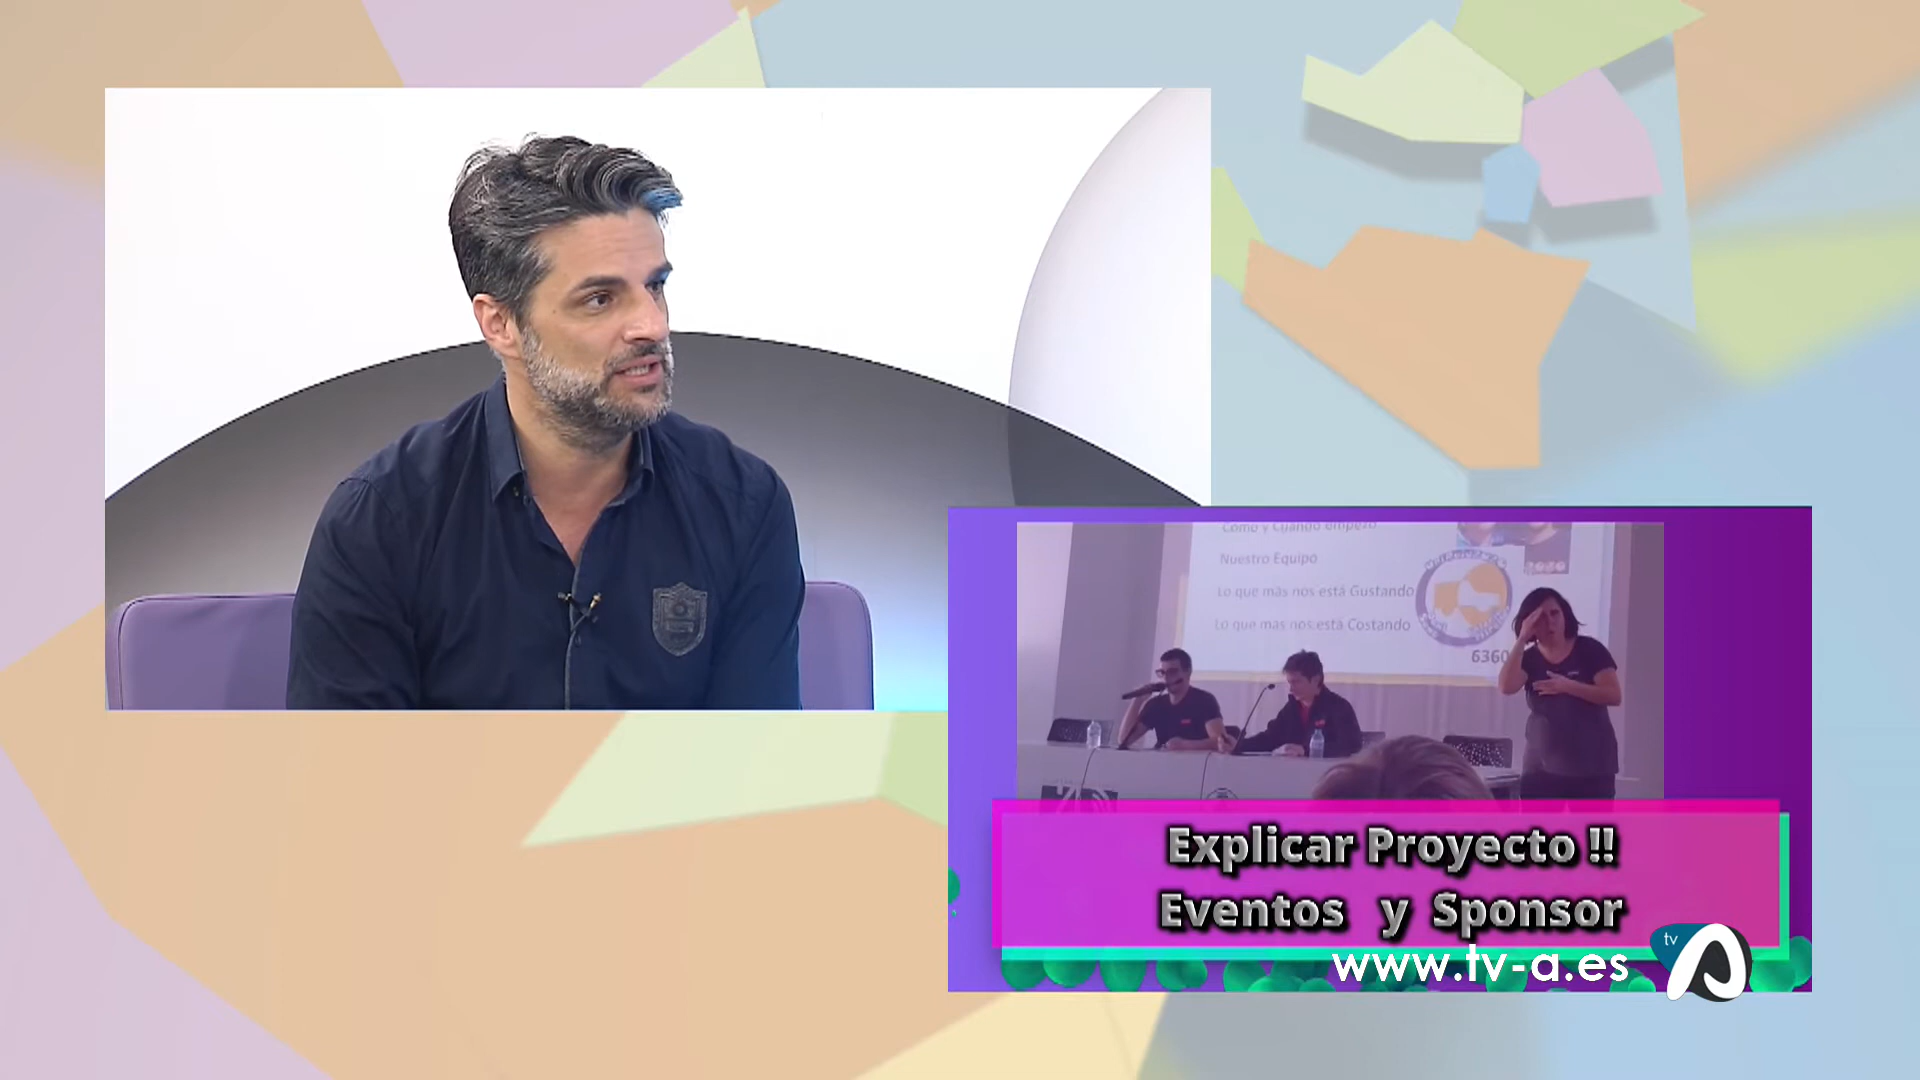 Como y Cuando empezó
Nuestro Equipo
Lo que mas nos está Gustando
Lo que mas nos está Costando
6360
Explicar Proyecto !!
Eventos y Sponsor
www.tv-a.es
tv